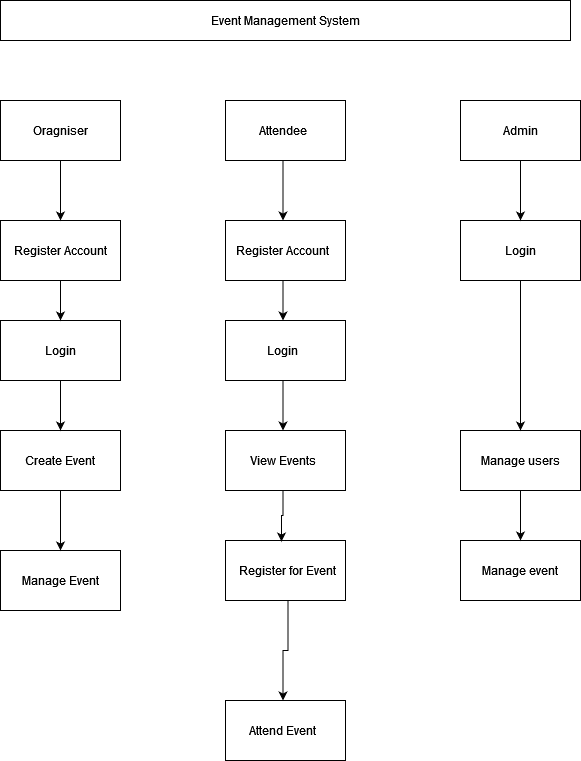 Event Management System
Oragniser
Attendee
Admin
Register Account
Register Account
Login
Login
Login
Create Event
View Events
Manage users
Manage Event
Register for Event
Manage event
Attend Event